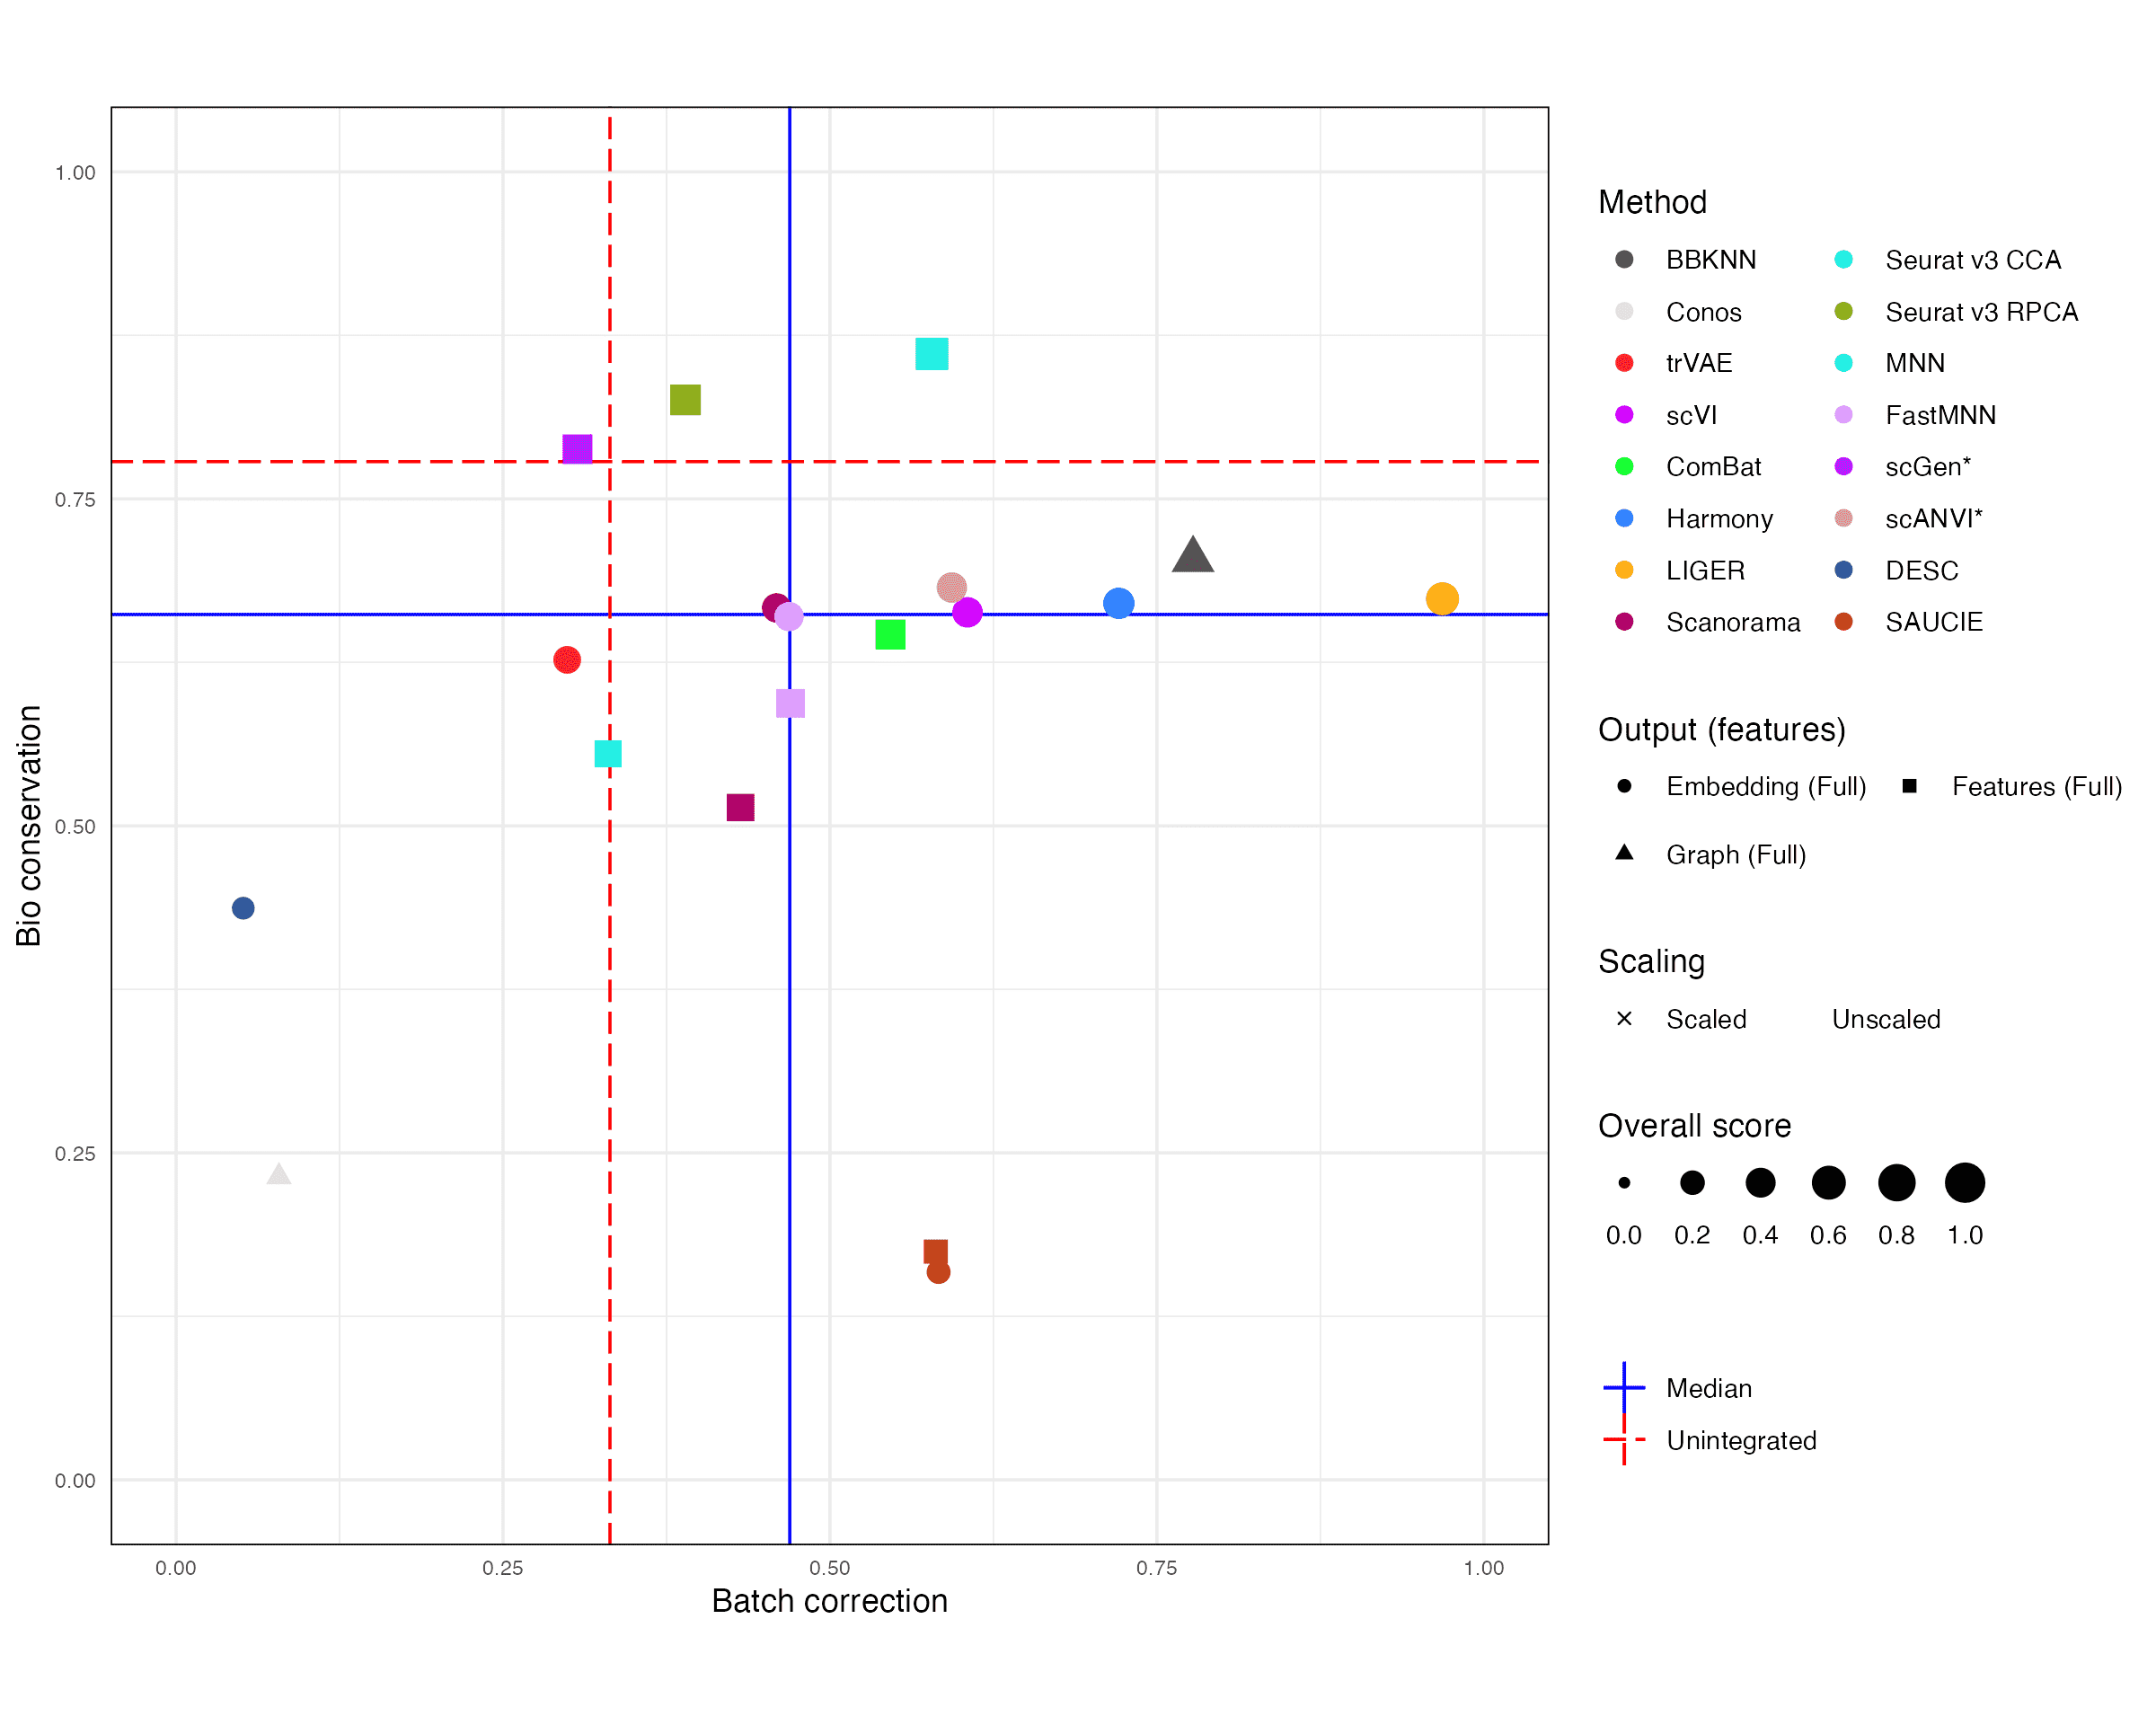 1.00
0.75
0.50
0.25
0.00
Bio conservation
0.00 0.25 0.50 0.75 1.00
Batch correction
Method
BBKNN Seurat v3 CCA
Conos Seurat v3 RPCA
trVAE MNN
scVI FastMNN
ComBat scGen*
Harmony scANVI*
LIGER DESC
Scanorama SAUCIE
Output (features)
Embedding (Full) Features (Full)
Graph (Full)
Scaling
Scaled Unscaled
Overall score
0.0 0.2 0.4 0.6 0.8 1.0
Median
Unintegrated